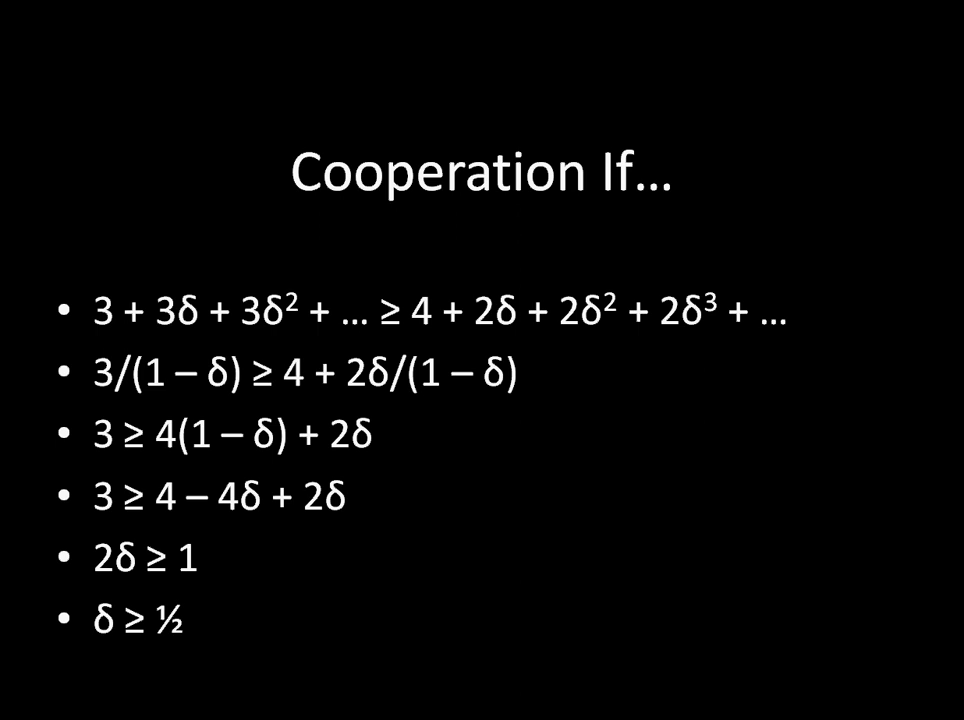 Cooperation If…
• 3 + 3δ + 3δ² + … ≥ 4 + 2δ + 2δ² + 2δ³ + …
• 3/(1 – δ) ≥ 4 + 2δ/(1 – δ)
• 3 ≥ 4(1 – δ) + 2δ
• 3 ≥ 4 – 4δ + 2δ
• 2δ ≥ 1
• δ ≥ ½